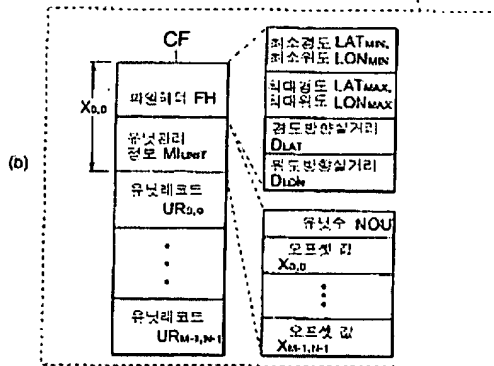 (b)
CF
X0,0
파일헤더 FH
유닛관리
정보 MIUNIT
유닛레코드
UR0,0
유닛레코드
URM-1,N-1
최소경도 LATMIN,
최소위도 LONMIN
최대경도 LATMAX,
최대위도 LONMAX
경도방향실거리
DLAT
위도방향실거리
DLON
유닛수 NOU
오프셋 값
X0,0
오프셋 값
XM-1,N-1